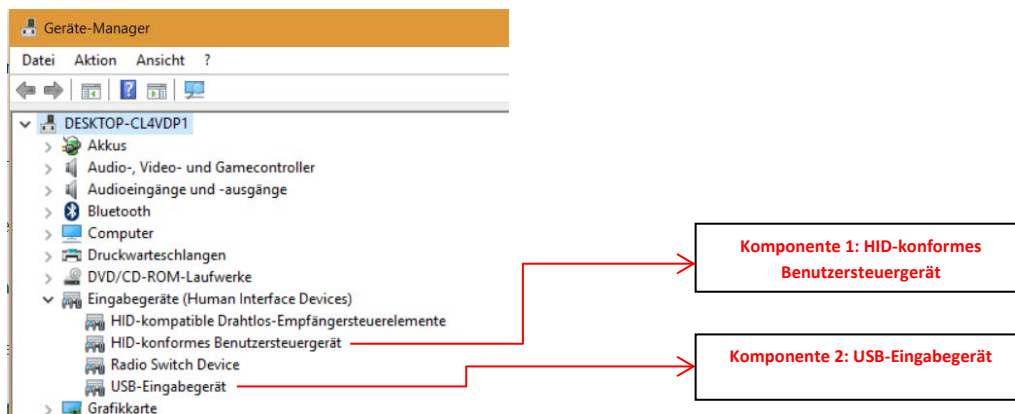 Geräte-Manager
Datei Aktion Ansicht ?
DESKTOP-CL4VDP1
Akkus
Audio-, Video- und Gamecontroller
Audioeingänge und -ausgänge
Bluetooth
Computer
Druckwarteschlangen
DVD/CD-ROM-Laufwerke
Eingabegeräte (Human Interface Devices)
HID-kompatible Drahtlos-Empfängersteuerelemente
HID-konformes Benutzersteuergerät
Radio Switch Device
USB-Eingabegerät
Grafikkarte
Komponente 1: HID-konformes
Benutzersteuergerät
Komponente 2: USB-Eingabegerät